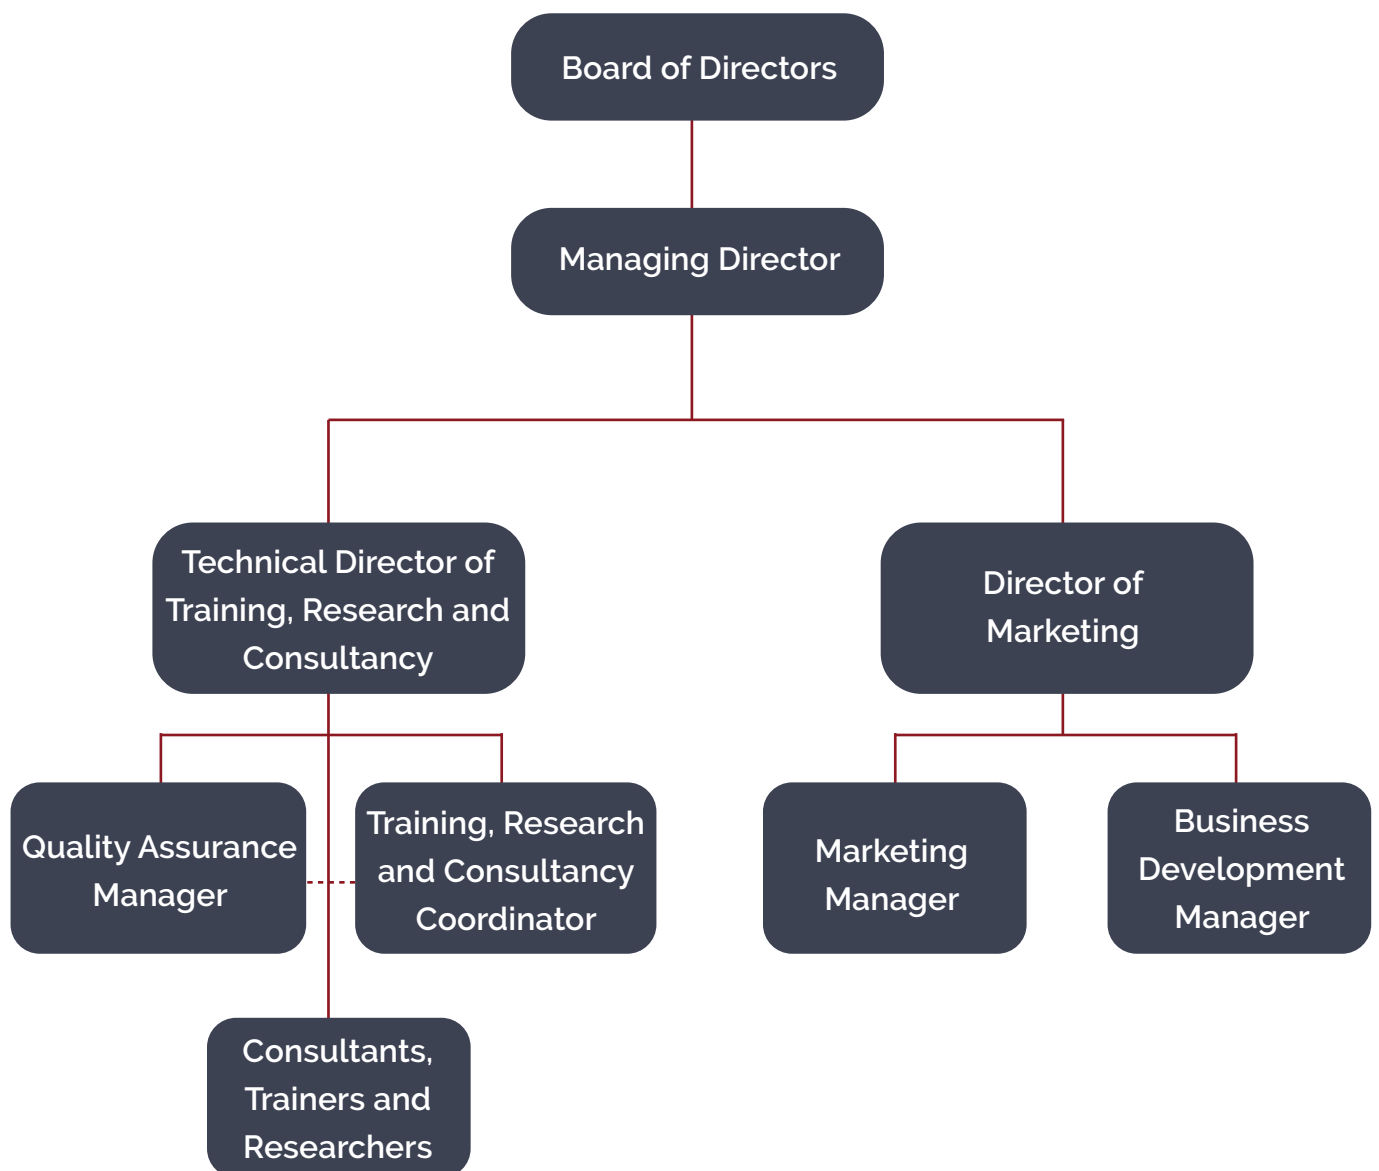 Board of Directors
Managing Director
Technical Director of
Training, Research and
Consultancy
Director of
Marketing
Quality Assurance
Manager
Training, Research
and Consultancy
Coordinator
Marketing
Manager
Business
Development
Manager
Consultants,
Trainers and
Researchers